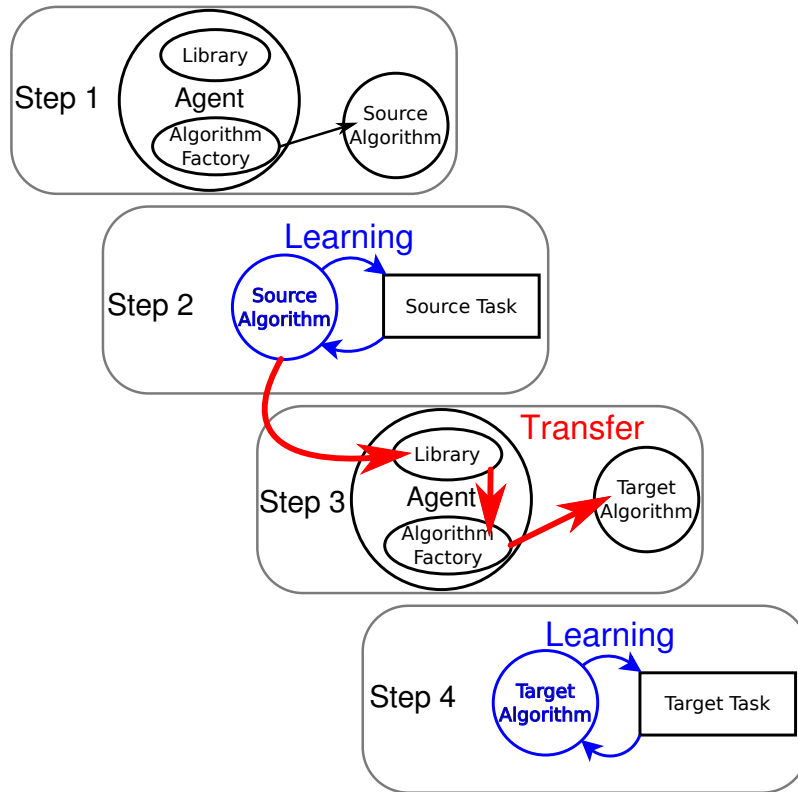 Step 1
Library
Agent
Algorithm
Factory
Source
Algorithm
Step 2
Learning
Source
Algorithm
Source Task
Step 3
Transfer
Library
Agent
Algorithm
Factory
Target
Algorithm
Step 4
Learning
Target
Algorithm
Target Task